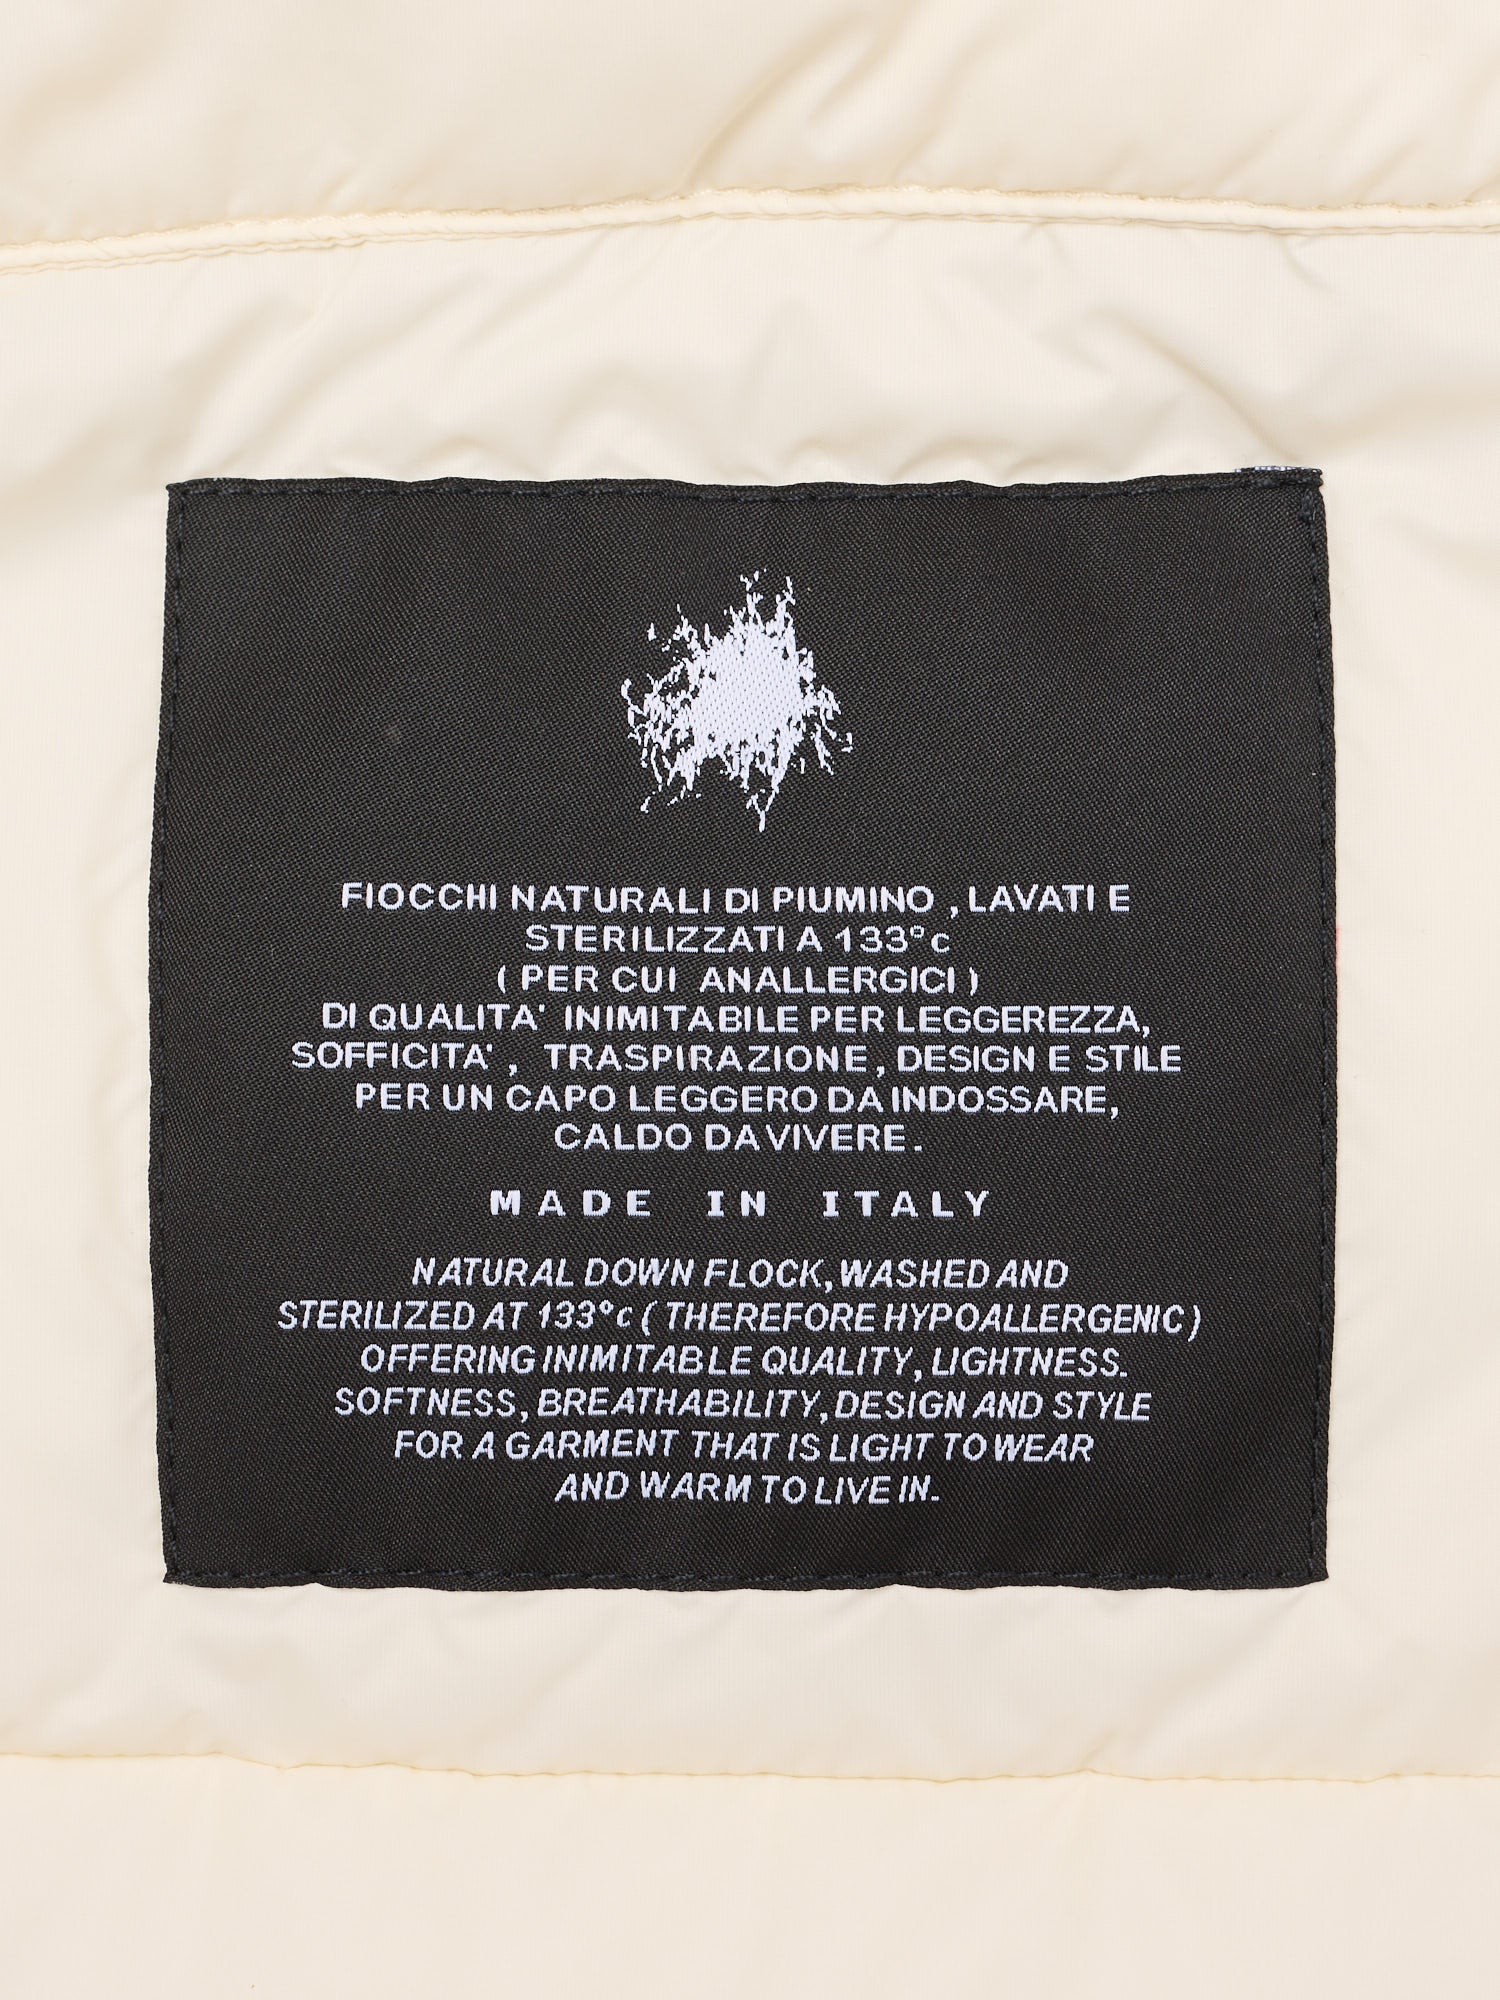 FIOCCHI NATURALI DI PIUMINO , LAVATI E
STERILIZZATI A 133°c
( PER CUI ANALLERGICI )
DI QUALITA' INIMITABILE PER LEGGEREZZA,
SOFFICITA' , TRASPIRAZIONE, DESIGN E STILE
PER UN CAPO LEGGERO DA INDOSSARE,
CALDO DA VIVERE.
MADE IN ITALY
NATURAL DOWN FLOCK, WASHED AND
STERILIZED AT 133°c ( THEREFORE HYPOALLERGENIC )
OFFERING INIMITABLE QUALITY, LIGHTNESS.
SOFTNESS, BREATHABILITY, DESIGN AND STYLE
FOR A GARMENT THAT IS LIGHT TO WEAR
AND WARM TO LIVE IN.